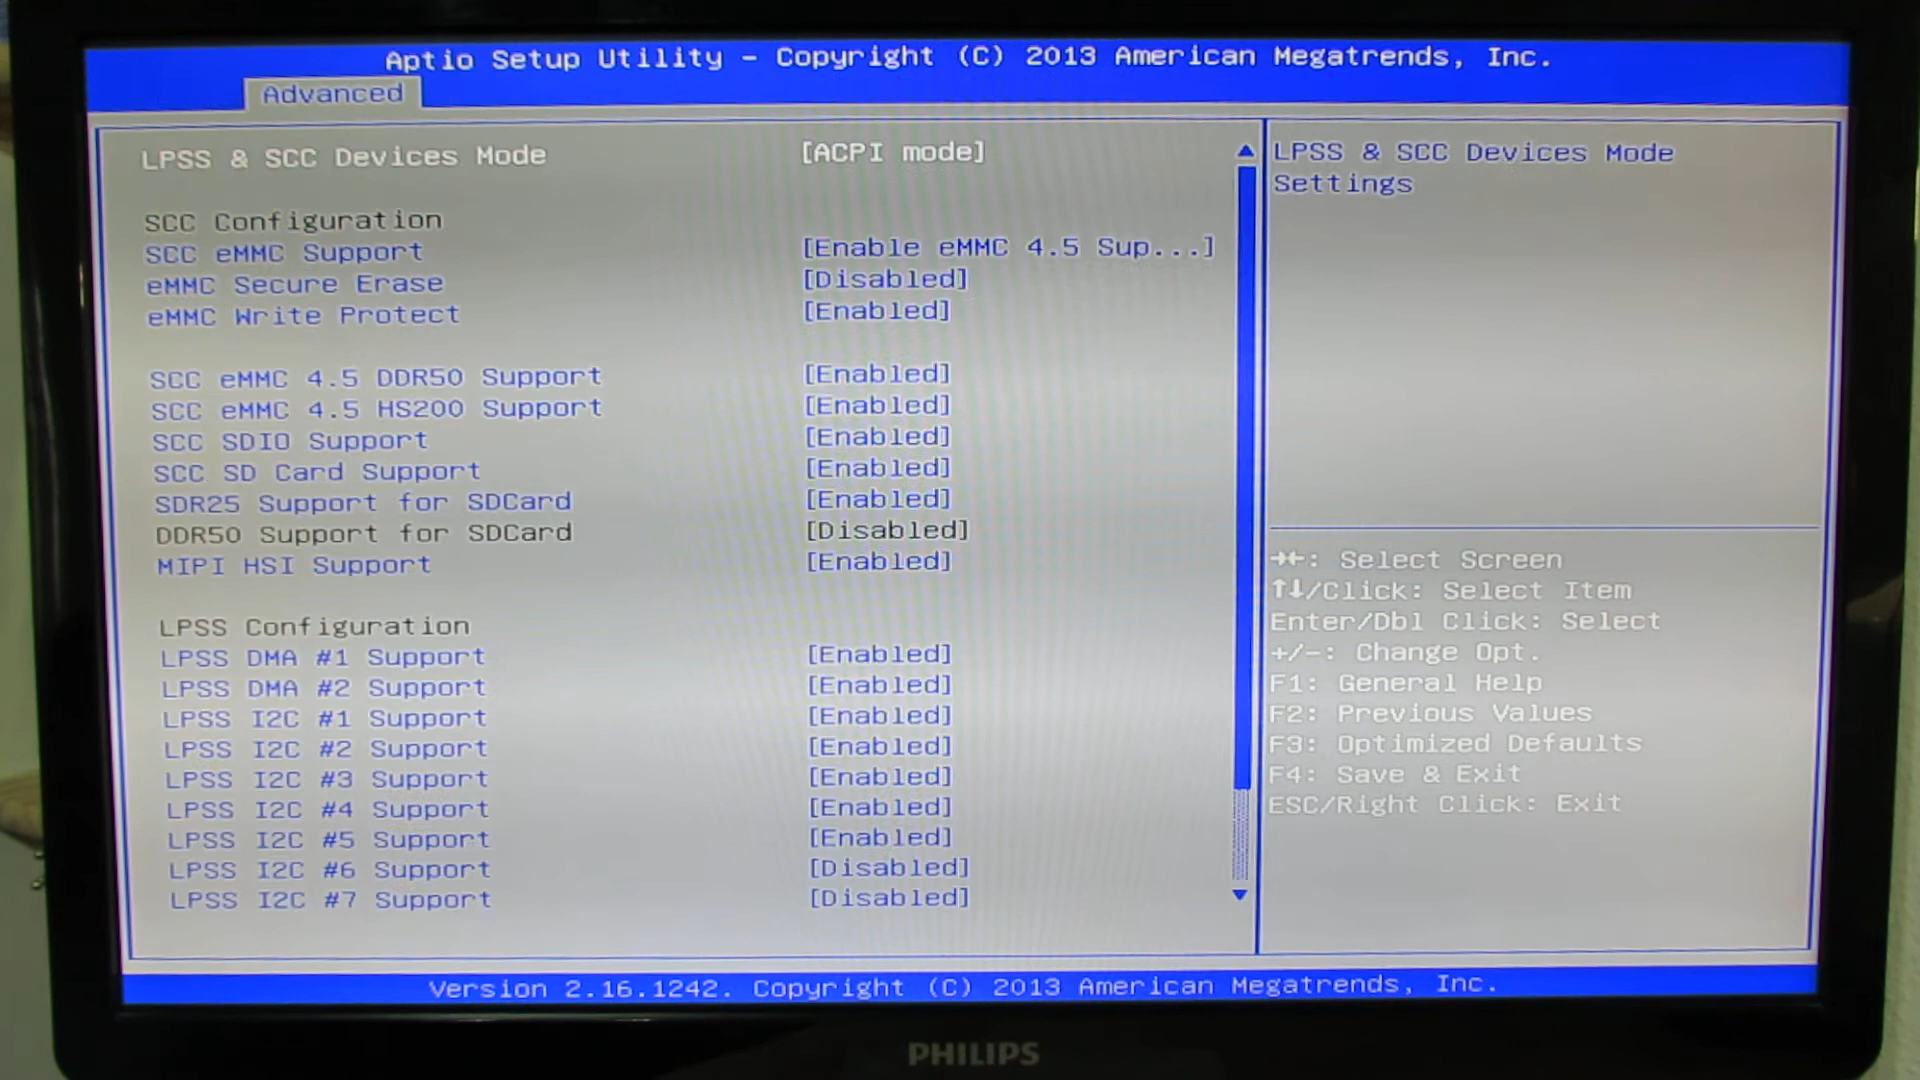 Aptio Setup Utility – Copyright (C) 2013 American Megatrends, Inc.
Advanced
LPSS & SCC Devices Mode [ACPI mode]
SCC Configuration
SCC eMMC Support [Enable eMMC 4.5 Sup...]
eMMC Secure Erase [Disabled]
eMMC Write Protect [Enabled]
SCC eMMC 4.5 DDR50 Support [Enabled]
SCC eMMC 4.5 HS200 Support [Enabled]
SCC SDIO Support [Enabled]
SCC SD Card Support [Enabled]
SDR25 Support for SDCard [Enabled]
DDR50 Support for SDCard [Disabled]
MIPI HSI Support [Enabled]
LPSS Configuration
LPSS DMA #1 Support [Enabled]
LPSS DMA #2 Support [Enabled]
LPSS I2C #1 Support [Enabled]
LPSS I2C #2 Support [Enabled]
LPSS I2C #3 Support [Enabled]
LPSS I2C #4 Support [Enabled]
LPSS I2C #5 Support [Enabled]
LPSS I2C #6 Support [Disabled]
LPSS I2C #7 Support [Disabled]
LPSS & SCC Devices Mode
Settings
→←: Select Screen
↑↓/Click: Select Item
Enter/Dbl Click: Select
+/-: Change Opt.
F1: General Help
F2: Previous Values
F3: Optimized Defaults
F4: Save & Exit
ESC/Right Click: Exit
Version 2.16.1242. Copyright (C) 2013 American Megatrends, Inc.
PHILIPS